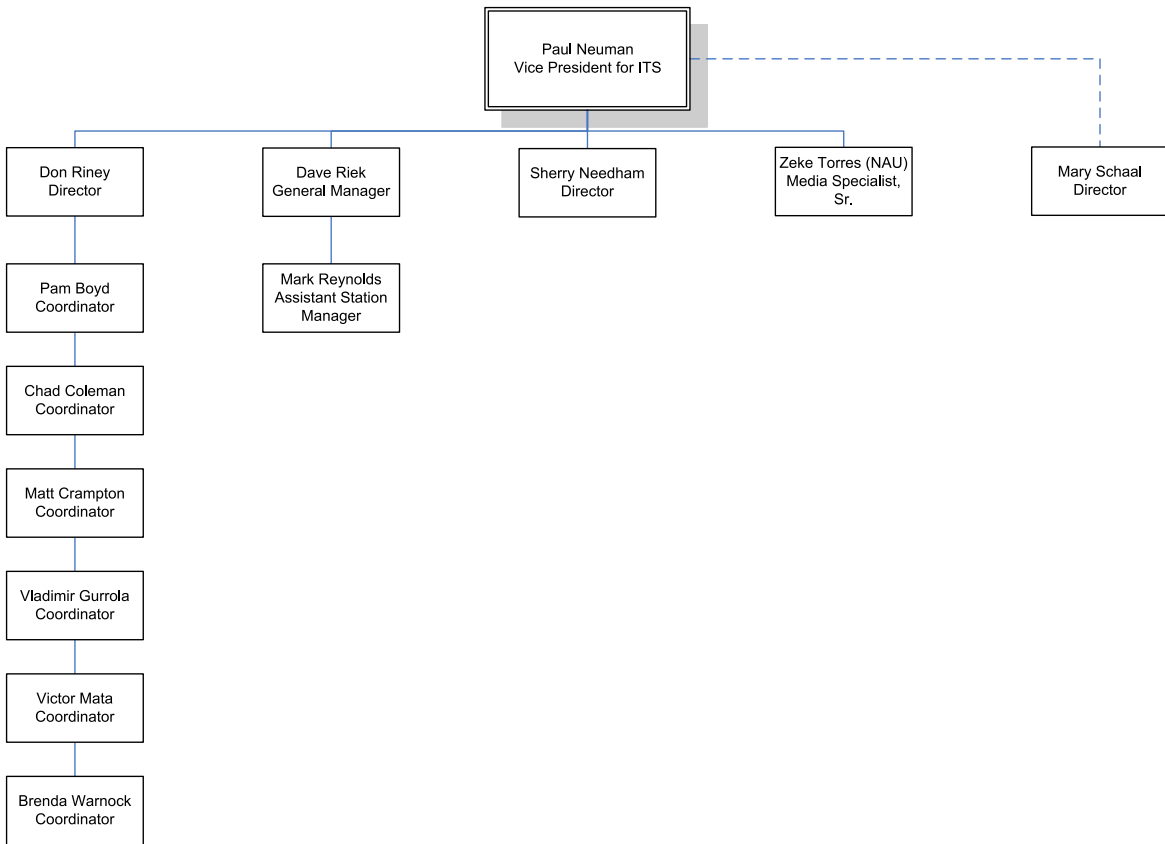 Paul Neuman
Vice President for ITS
Don Riney
Director
Dave Riek
General Manager
Sherry Needham
Director
Zeke Torres (NAU)
Media Specialist,
Sr.
Mary Schaal
Director
Pam Boyd
Coordinator
Mark Reynolds
Assistant Station
Manager
Chad Coleman
Coordinator
Matt Crampton
Coordinator
Vladimir Gurrola
Coordinator
Victor Mata
Coordinator
Brenda Warnock
Coordinator